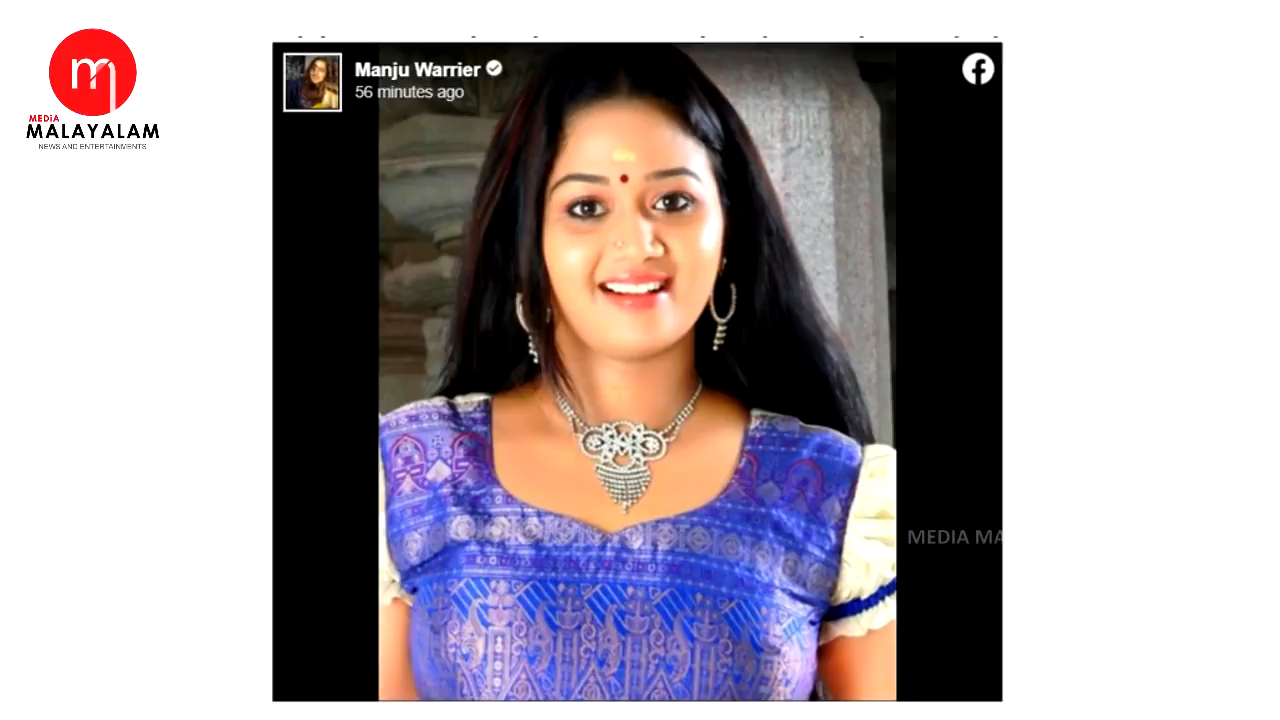 m
MEDiA
MALAYALAM
NEWS AND ENTERTAINMENTS
Manju Warrier
56 minutes ago
MEDIA MA